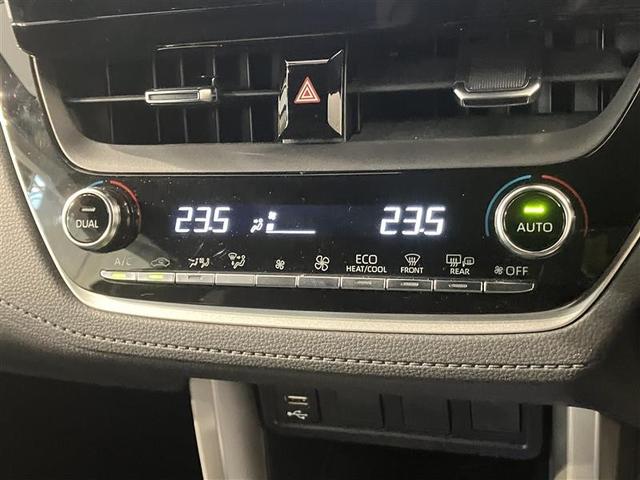 23.5 23.5
DUAL AUTO
A/C ECO HEAT/COOL FRONT REAR OFF